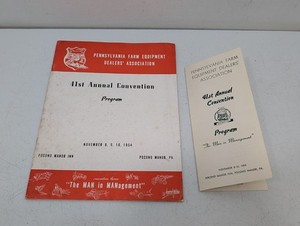 PENNSYLVANIA FARM EQUIPMENT
DEALERS' ASSOCIATION
41st Annual Convention
Program
NOVEMBER 8, 9, 10, 1954
POCONO MANOR INN
POCONO MANOR, PA.
"The MAN in MANagement"
PENNSYLVANIA FARM
EQUIPMENT DEALERS'
ASSOCIATION
41st Annual
Convention
Program
"The Man in Management"